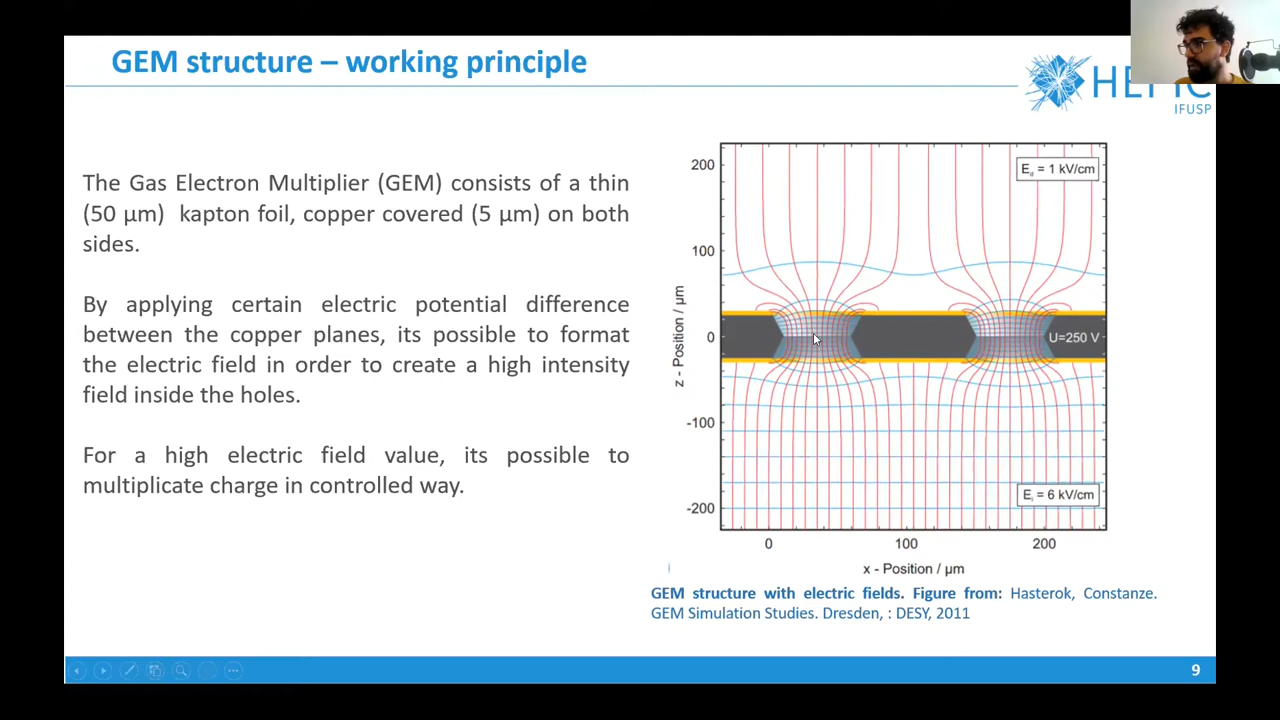 GEM structure – working principle
IFUSP
The Gas Electron Multiplier (GEM) consists of a thin
(50 µm) kapton foil, copper covered (5 µm) on both
sides.
By applying certain electric potential difference
between the copper planes, its possible to format
the electric field in order to create a high intensity
field inside the holes.
For a high electric field value, its possible to
multiplicate charge in controlled way.
200
100
0
-100
-200
z - Position / µm
E_d = 1 kV/cm
U=250 V
E_i = 6 kV/cm
0 100 200
x - Position / µm
GEM structure with electric fields. Figure from: Hasterok, Constanze.
GEM Simulation Studies. Dresden, : DESY, 2011
9